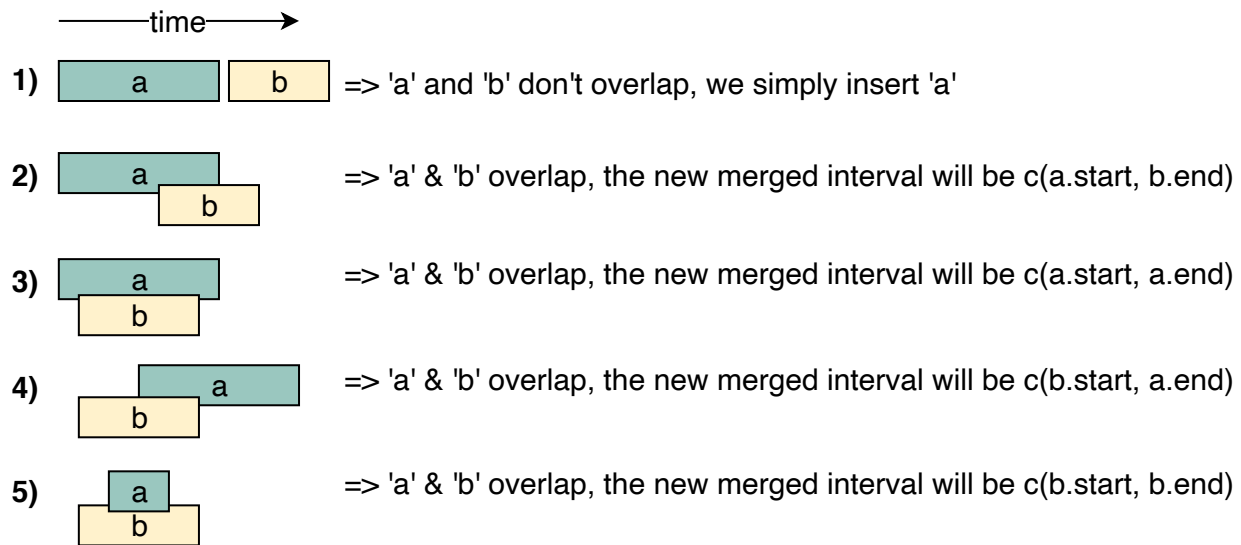 time
1) a b => 'a' and 'b' don't overlap, we simply insert 'a'
2) a => 'a' & 'b' overlap, the new merged interval will be c(a.start, b.end)
b
3) a => 'a' & 'b' overlap, the new merged interval will be c(a.start, a.end)
b
4) a => 'a' & 'b' overlap, the new merged interval will be c(b.start, a.end)
b
5) a => 'a' & 'b' overlap, the new merged interval will be c(b.start, b.end)
b